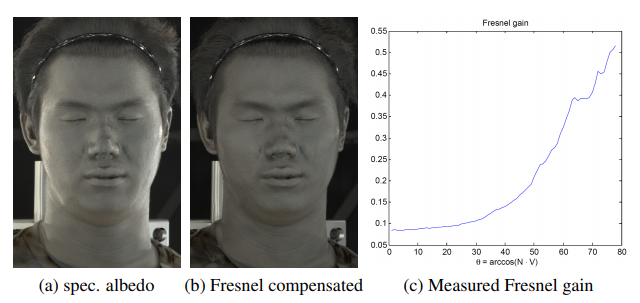 Fresnel gain
0.55
0.5
0.45
0.4
0.35
0.3
0.25
0.2
0.15
0.1
0.05
0 10 20 30 40 50 60 70 80
θ = arccos(N · V)
(a) spec. albedo (b) Fresnel compensated (c) Measured Fresnel gain